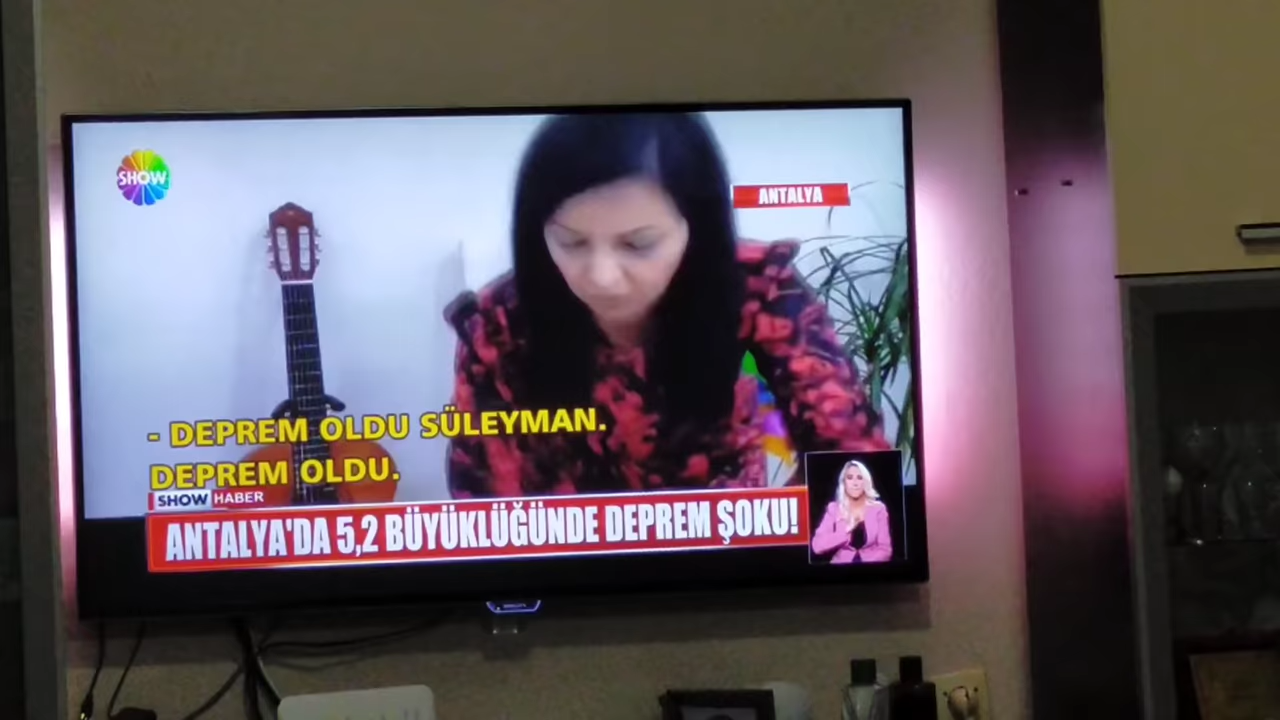 SHOW
ANTALYA
- DEPREM OLDU SÜLEYMAN.
DEPREM OLDU.
SHOW HABER
ANTALYA'DA 5,2 BÜYÜKLÜĞÜNDE DEPREM ŞOKU!